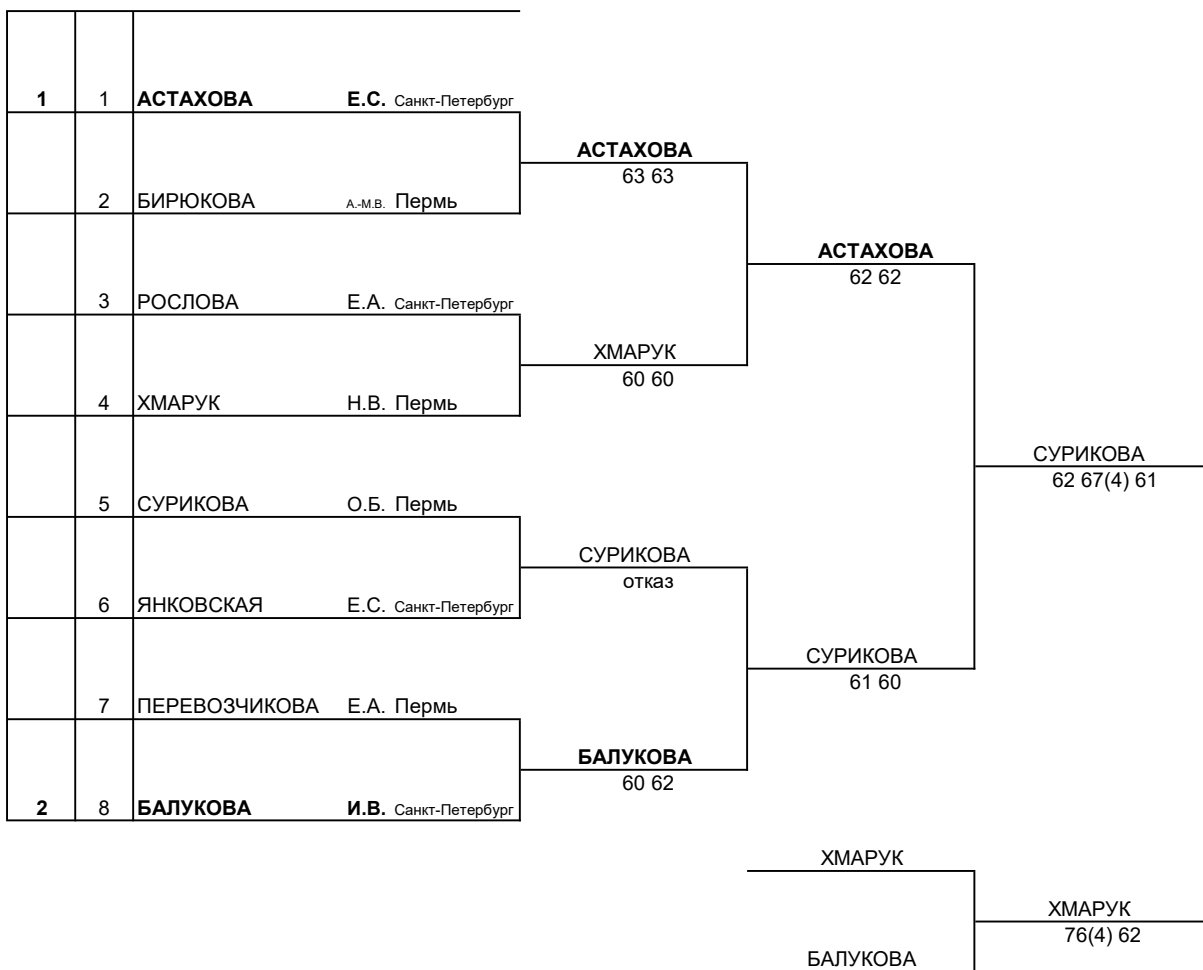 1 1 АСТАХОВА Е.С. Санкт-Петербург
АСТАХОВА
63 63
2 БИРЮКОВА А.-М.В. Пермь
АСТАХОВА
62 62
3 РОСЛОВА Е.А. Санкт-Петербург
ХМАРУК
60 60
4 ХМАРУК Н.В. Пермь
СУРИКОВА
62 67(4) 61
5 СУРИКОВА О.Б. Пермь
СУРИКОВА
отказ
6 ЯНКОВСКАЯ Е.С. Санкт-Петербург
СУРИКОВА
61 60
7 ПЕРЕВОЗЧИКОВА Е.А. Пермь
БАЛУКОВА
60 62
2 8 БАЛУКОВА И.В. Санкт-Петербург
ХМАРУК
ХМАРУК
76(4) 62
БАЛУКОВА